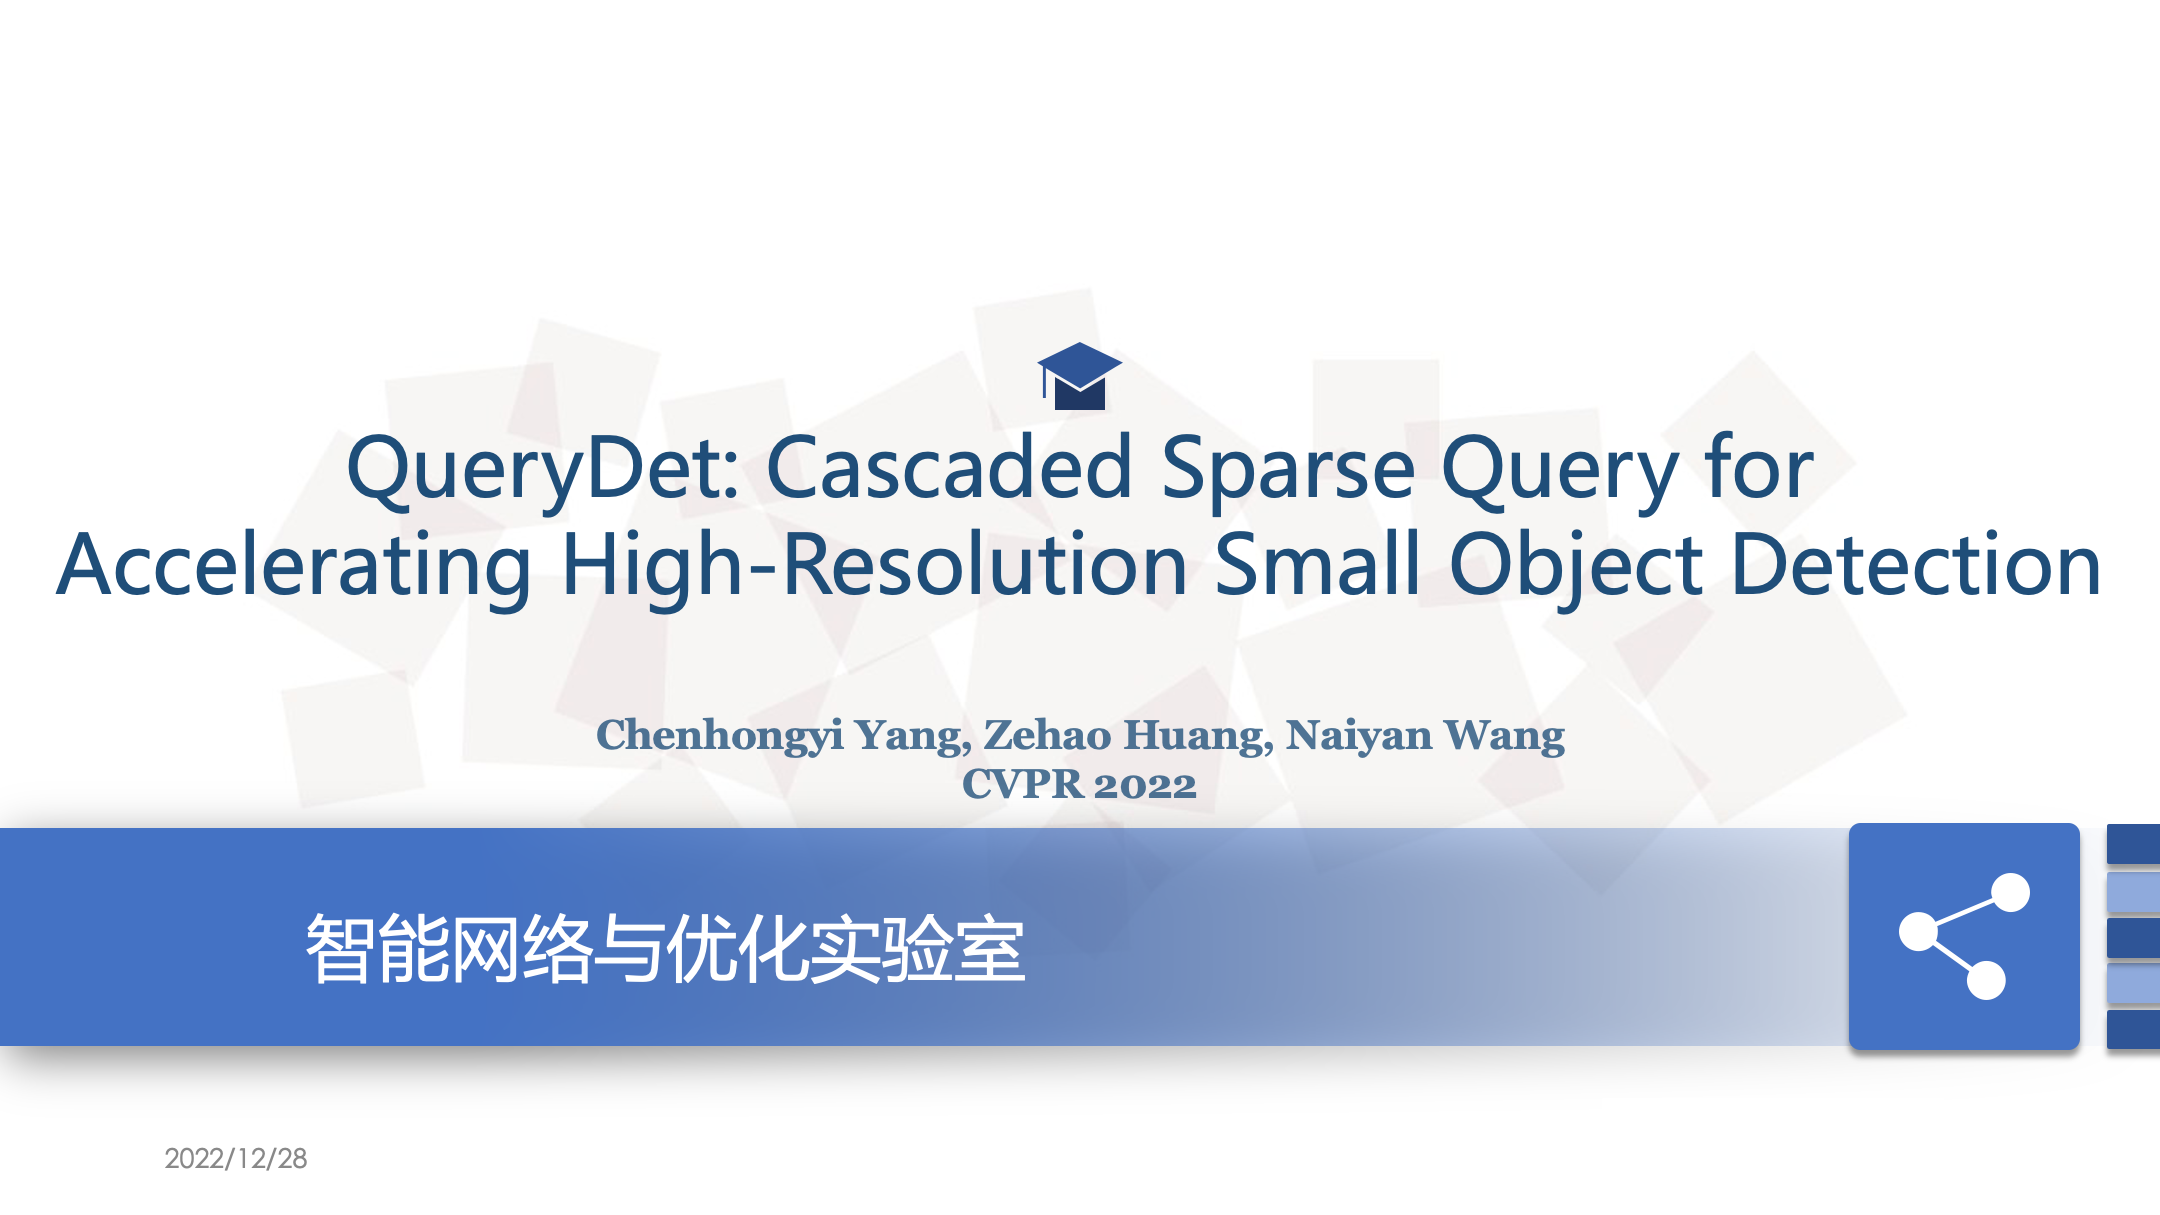 QueryDet: Cascaded Sparse Query for
Accelerating High-Resolution Small Object Detection
Chenhongyi Yang, Zehao Huang, Naiyan Wang
CVPR 2022
智能网络与优化实验室
2022/12/28